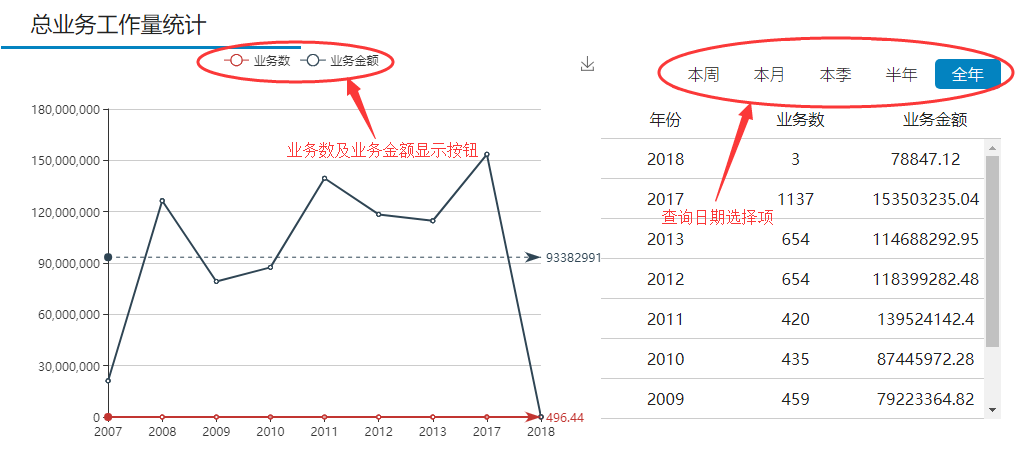 总业务工作量统计
业务数 业务金额
业务数及业务金额显示按钮
180,000,000
150,000,000
120,000,000
90,000,000
60,000,000
30,000,000
0
93382991
496.44
2007 2008 2009 2010 2011 2012 2013 2017 2018
本周 本月 本季 半年 全年
查询日期选择项
年份 业务数 业务金额
2018 3 78847.12
2017 1137 153503235.04
2013 654 114688292.95
2012 654 118399282.48
2011 420 139524142.4
2010 435 87445972.28
2009 459 79223364.82